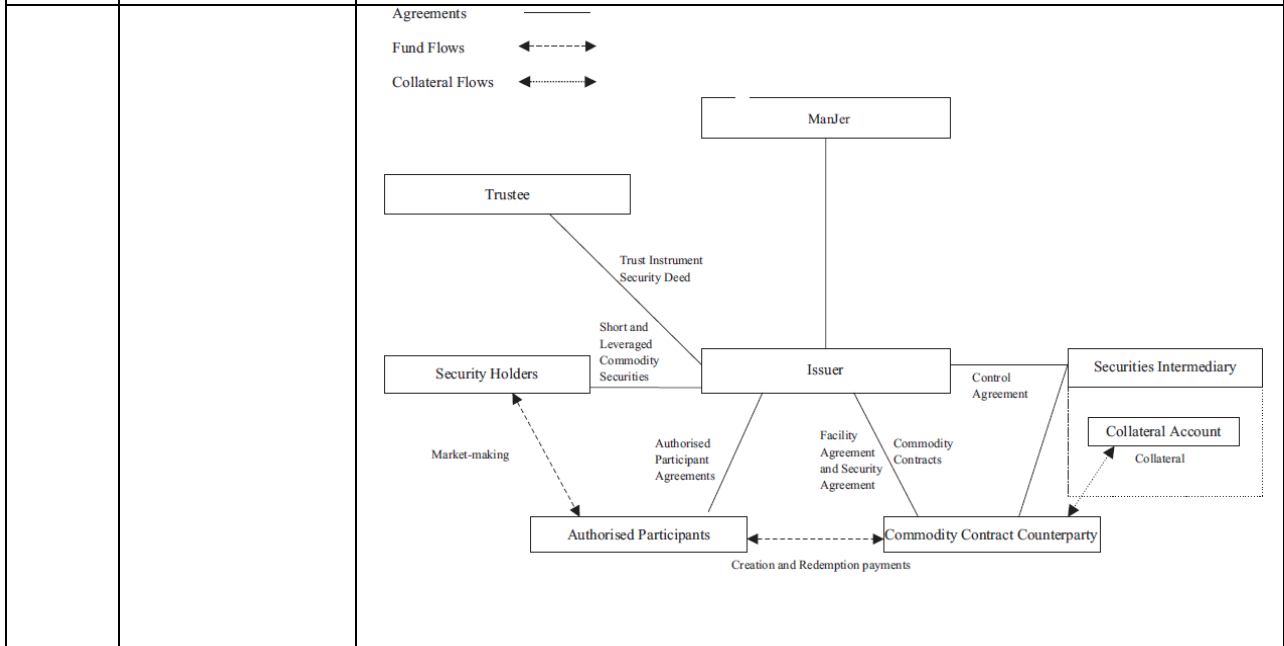 Agreements
Fund Flows
Collateral Flows
ManJer
Trustee
Trust Instrument
Security Deed
Short and
Leveraged
Commodity
Securities
Security Holders
Issuer
Securities Intermediary
Control
Agreement
Collateral Account
Collateral
Market-making
Authorised
Participant
Agreements
Facility
Agreement
and Security
Agreement
Commodity
Contracts
Authorised Participants
Commodity Contract Counterparty
Creation and Redemption payments